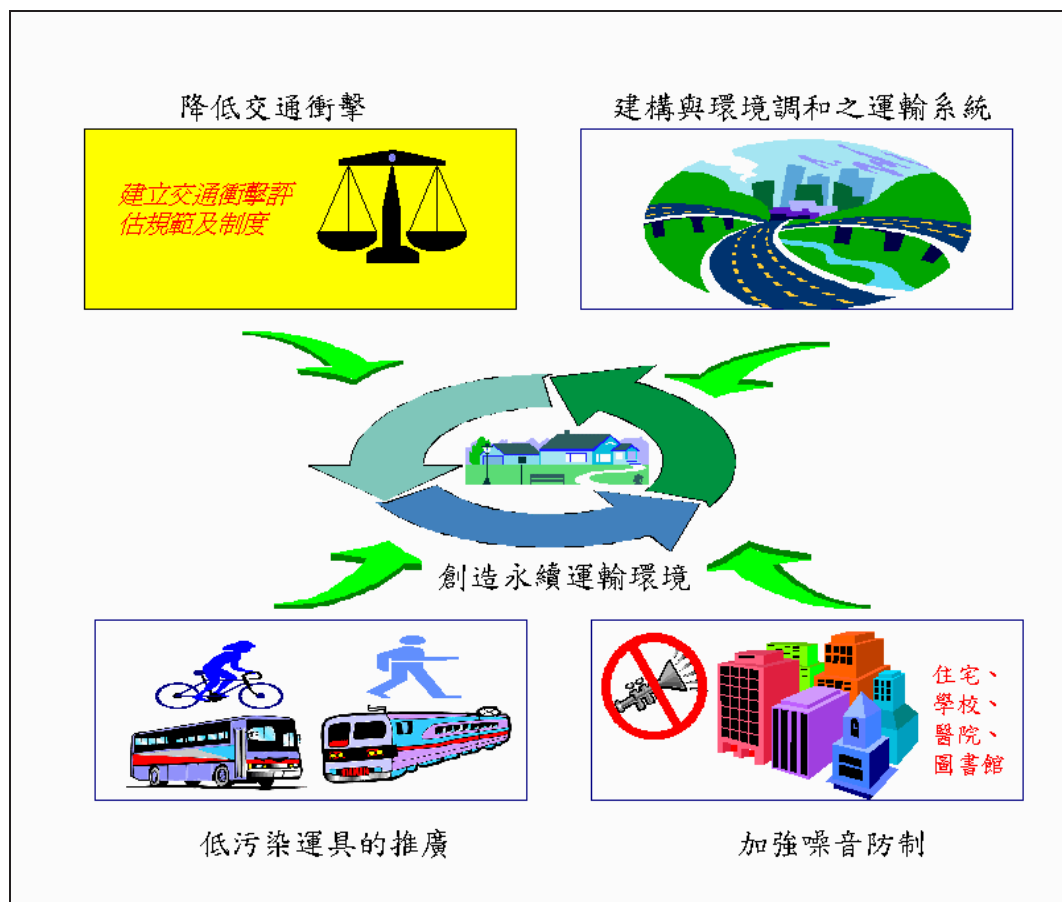 降低交通衝擊
建構與環境調和之運輸系統
建立交通衝擊評
估規範及制度
創造永續運輸環境
住宅、
學校、
醫院、
圖書館
低污染運具的推廣
加強噪音防制